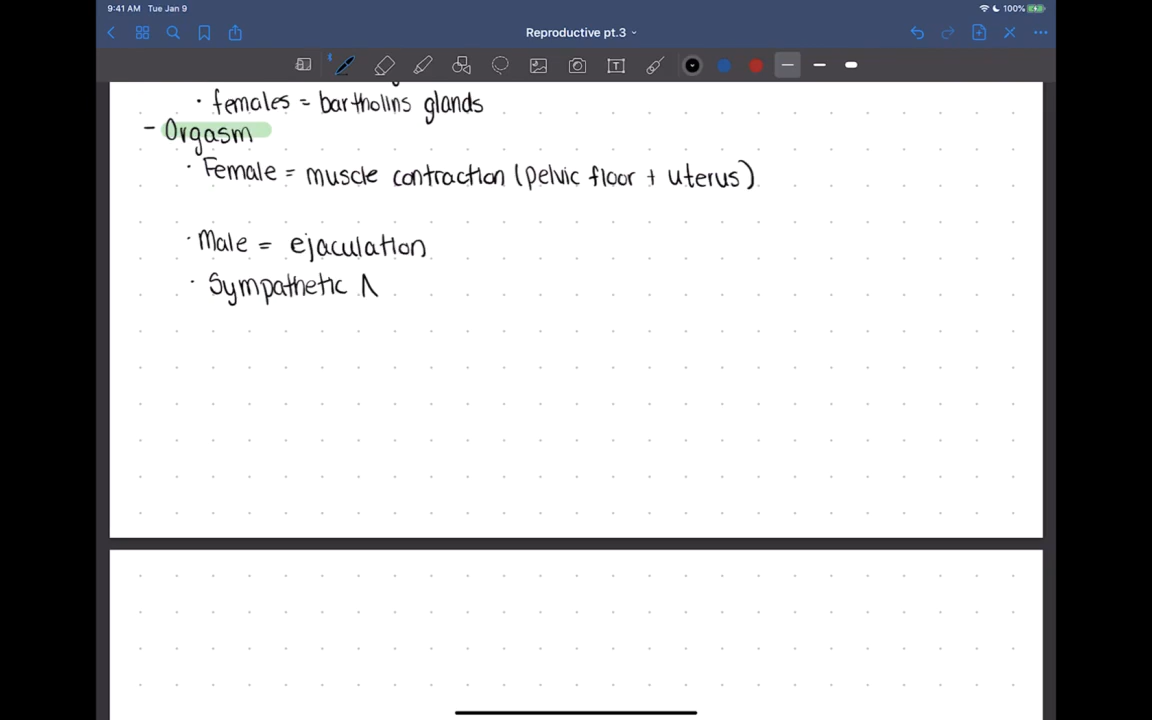 9:41 AM Tue Jan 9 100%
Reproductive pt.3
· females = bartholins glands
- Orgasm
· Female = muscle contraction (pelvic floor + uterus)
· Male = ejaculation
· Sympathetic